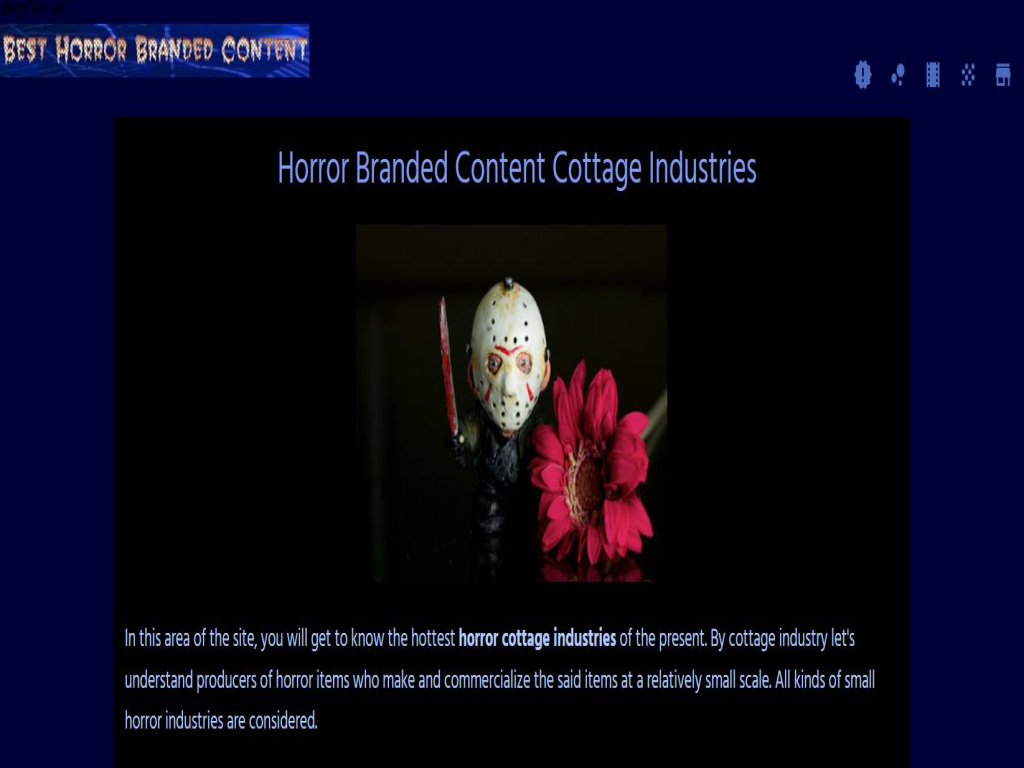 BEST HORROR BRANDED CONTENT
Horror Branded Content Cottage Industries
In this area of the site, you will get to know the hottest horror cottage industries of the present. By cottage industry let's
understand producers of horror items who make and commercialize the said items at a relatively small scale. All kinds of small
horror industries are considered.